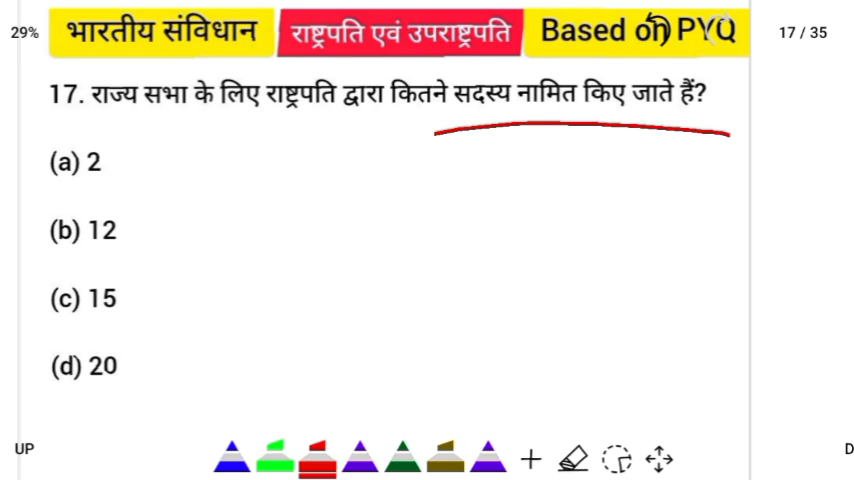 29% भारतीय संविधान राष्ट्रपति एवं उपराष्ट्रपति Based on PYQ 17 / 35
17. राज्य सभा के लिए राष्ट्रपति द्वारा कितने सदस्य नामित किए जाते हैं?
(a) 2
(b) 12
(c) 15
(d) 20
UP D